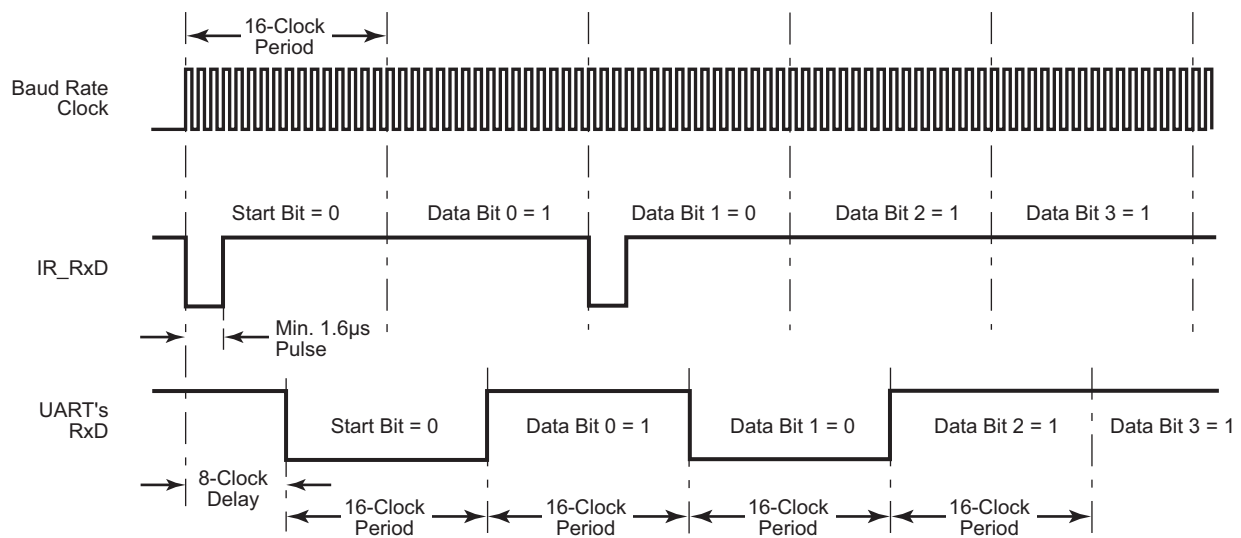 16-Clock
Period
Baud Rate
Clock
Start Bit = 0
Data Bit 0 = 1
Data Bit 1 = 0
Data Bit 2 = 1
Data Bit 3 = 1
IR_RxD
Min. 1.6µs
Pulse
UART's
RxD
Start Bit = 0
Data Bit 0 = 1
Data Bit 1 = 0
Data Bit 2 = 1
Data Bit 3 = 1
8-Clock
Delay
16-Clock
Period
16-Clock
Period
16-Clock
Period
16-Clock
Period